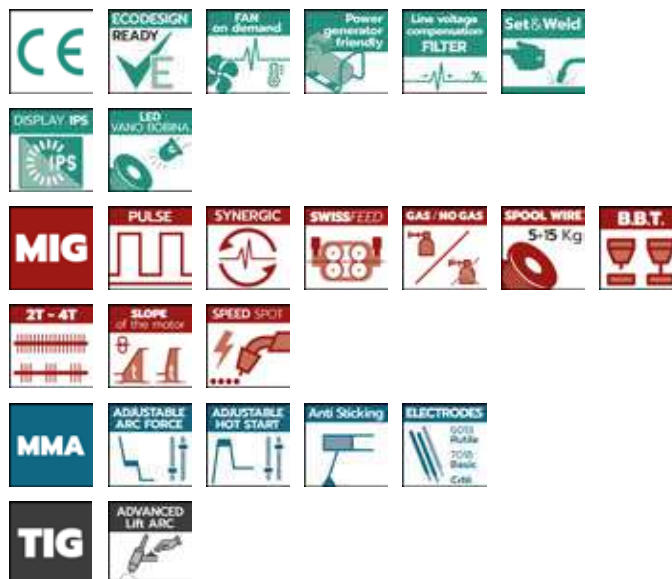 CE
ECODESIGN
READY
E
FAN
on demand
Power
generator
friendly
Line voltage
compensation
FILTER
- + %
Set&Weld
DISPLAY IPS
IPS
LED
VANO BOBINA
MIG
PULSE
SYNERGIC
SWISSFEED
GAS / NO GAS
SPOOL WIRE
5÷15 Kg
B.B.T.
2T - 4T
SLOPE
of the motor
SPEED SPOT
MMA
ADJUSTABLE
ARC FORCE
ADJUSTABLE
HOT START
Anti Sticking
ELECTRODES
6013
Rutile
7018
Basic
CrNi
TIG
ADVANCED
Lift ARC